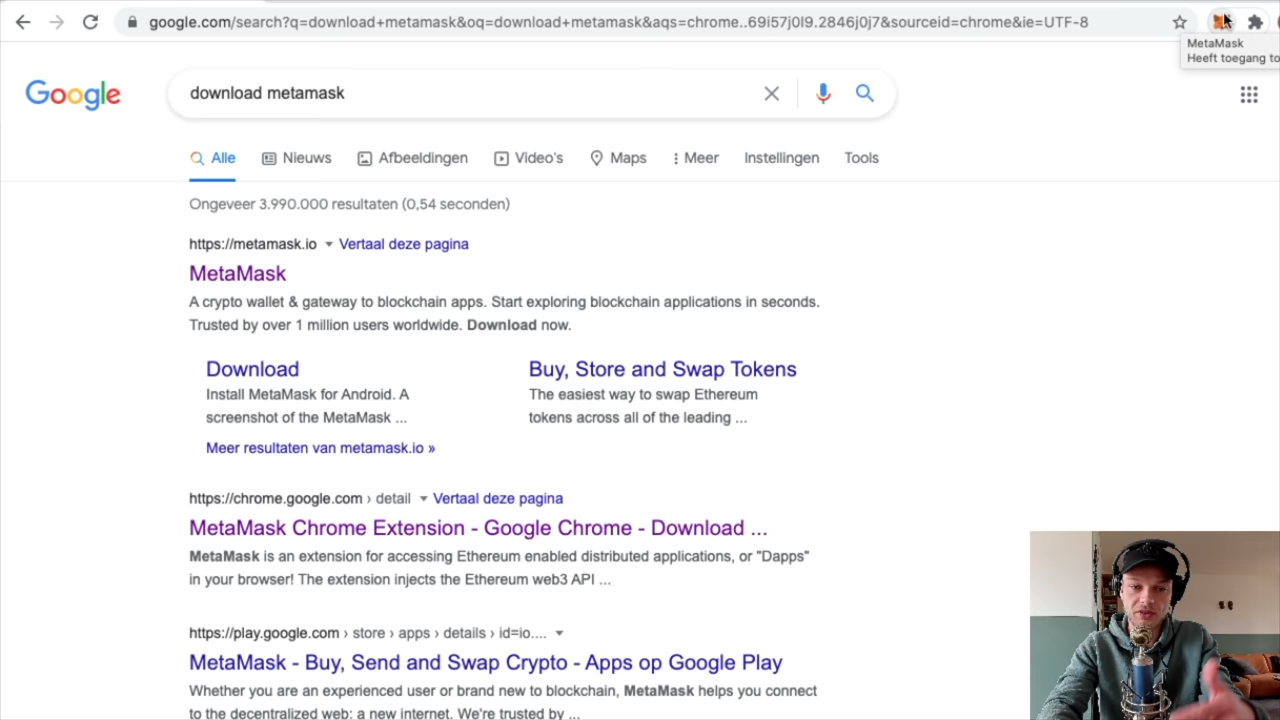 google.com/search?q=download+metamask&oq=download+metamask&aqs=chrome..69i57j0l9.2846j0j7&sourceid=chrome&ie=UTF-8
MetaMask
Heeft toegang to
Google
download metamask
Alle
Nieuws
Afbeeldingen
Video's
Maps
Meer
Instellingen
Tools
Ongeveer 3.990.000 resultaten (0,54 seconden)
https://metamask.io Vertaal deze pagina
MetaMask
A crypto wallet & gateway to blockchain apps. Start exploring blockchain applications in seconds.
Trusted by over 1 million users worldwide. Download now.
Download
Install MetaMask for Android. A
screenshot of the MetaMask ...
Buy, Store and Swap Tokens
The easiest way to swap Ethereum
tokens across all of the leading ...
Meer resultaten van metamask.io »
https://chrome.google.com › detail Vertaal deze pagina
MetaMask Chrome Extension - Google Chrome - Download ...
MetaMask is an extension for accessing Ethereum enabled distributed applications, or "Dapps"
in your browser! The extension injects the Ethereum web3 API ...
https://play.google.com › store › apps › details › id=io....
MetaMask - Buy, Send and Swap Crypto - Apps op Google Play
Whether you are an experienced user or brand new to blockchain, MetaMask helps you connect
to the decentralized web: a new internet. We're trusted by ...